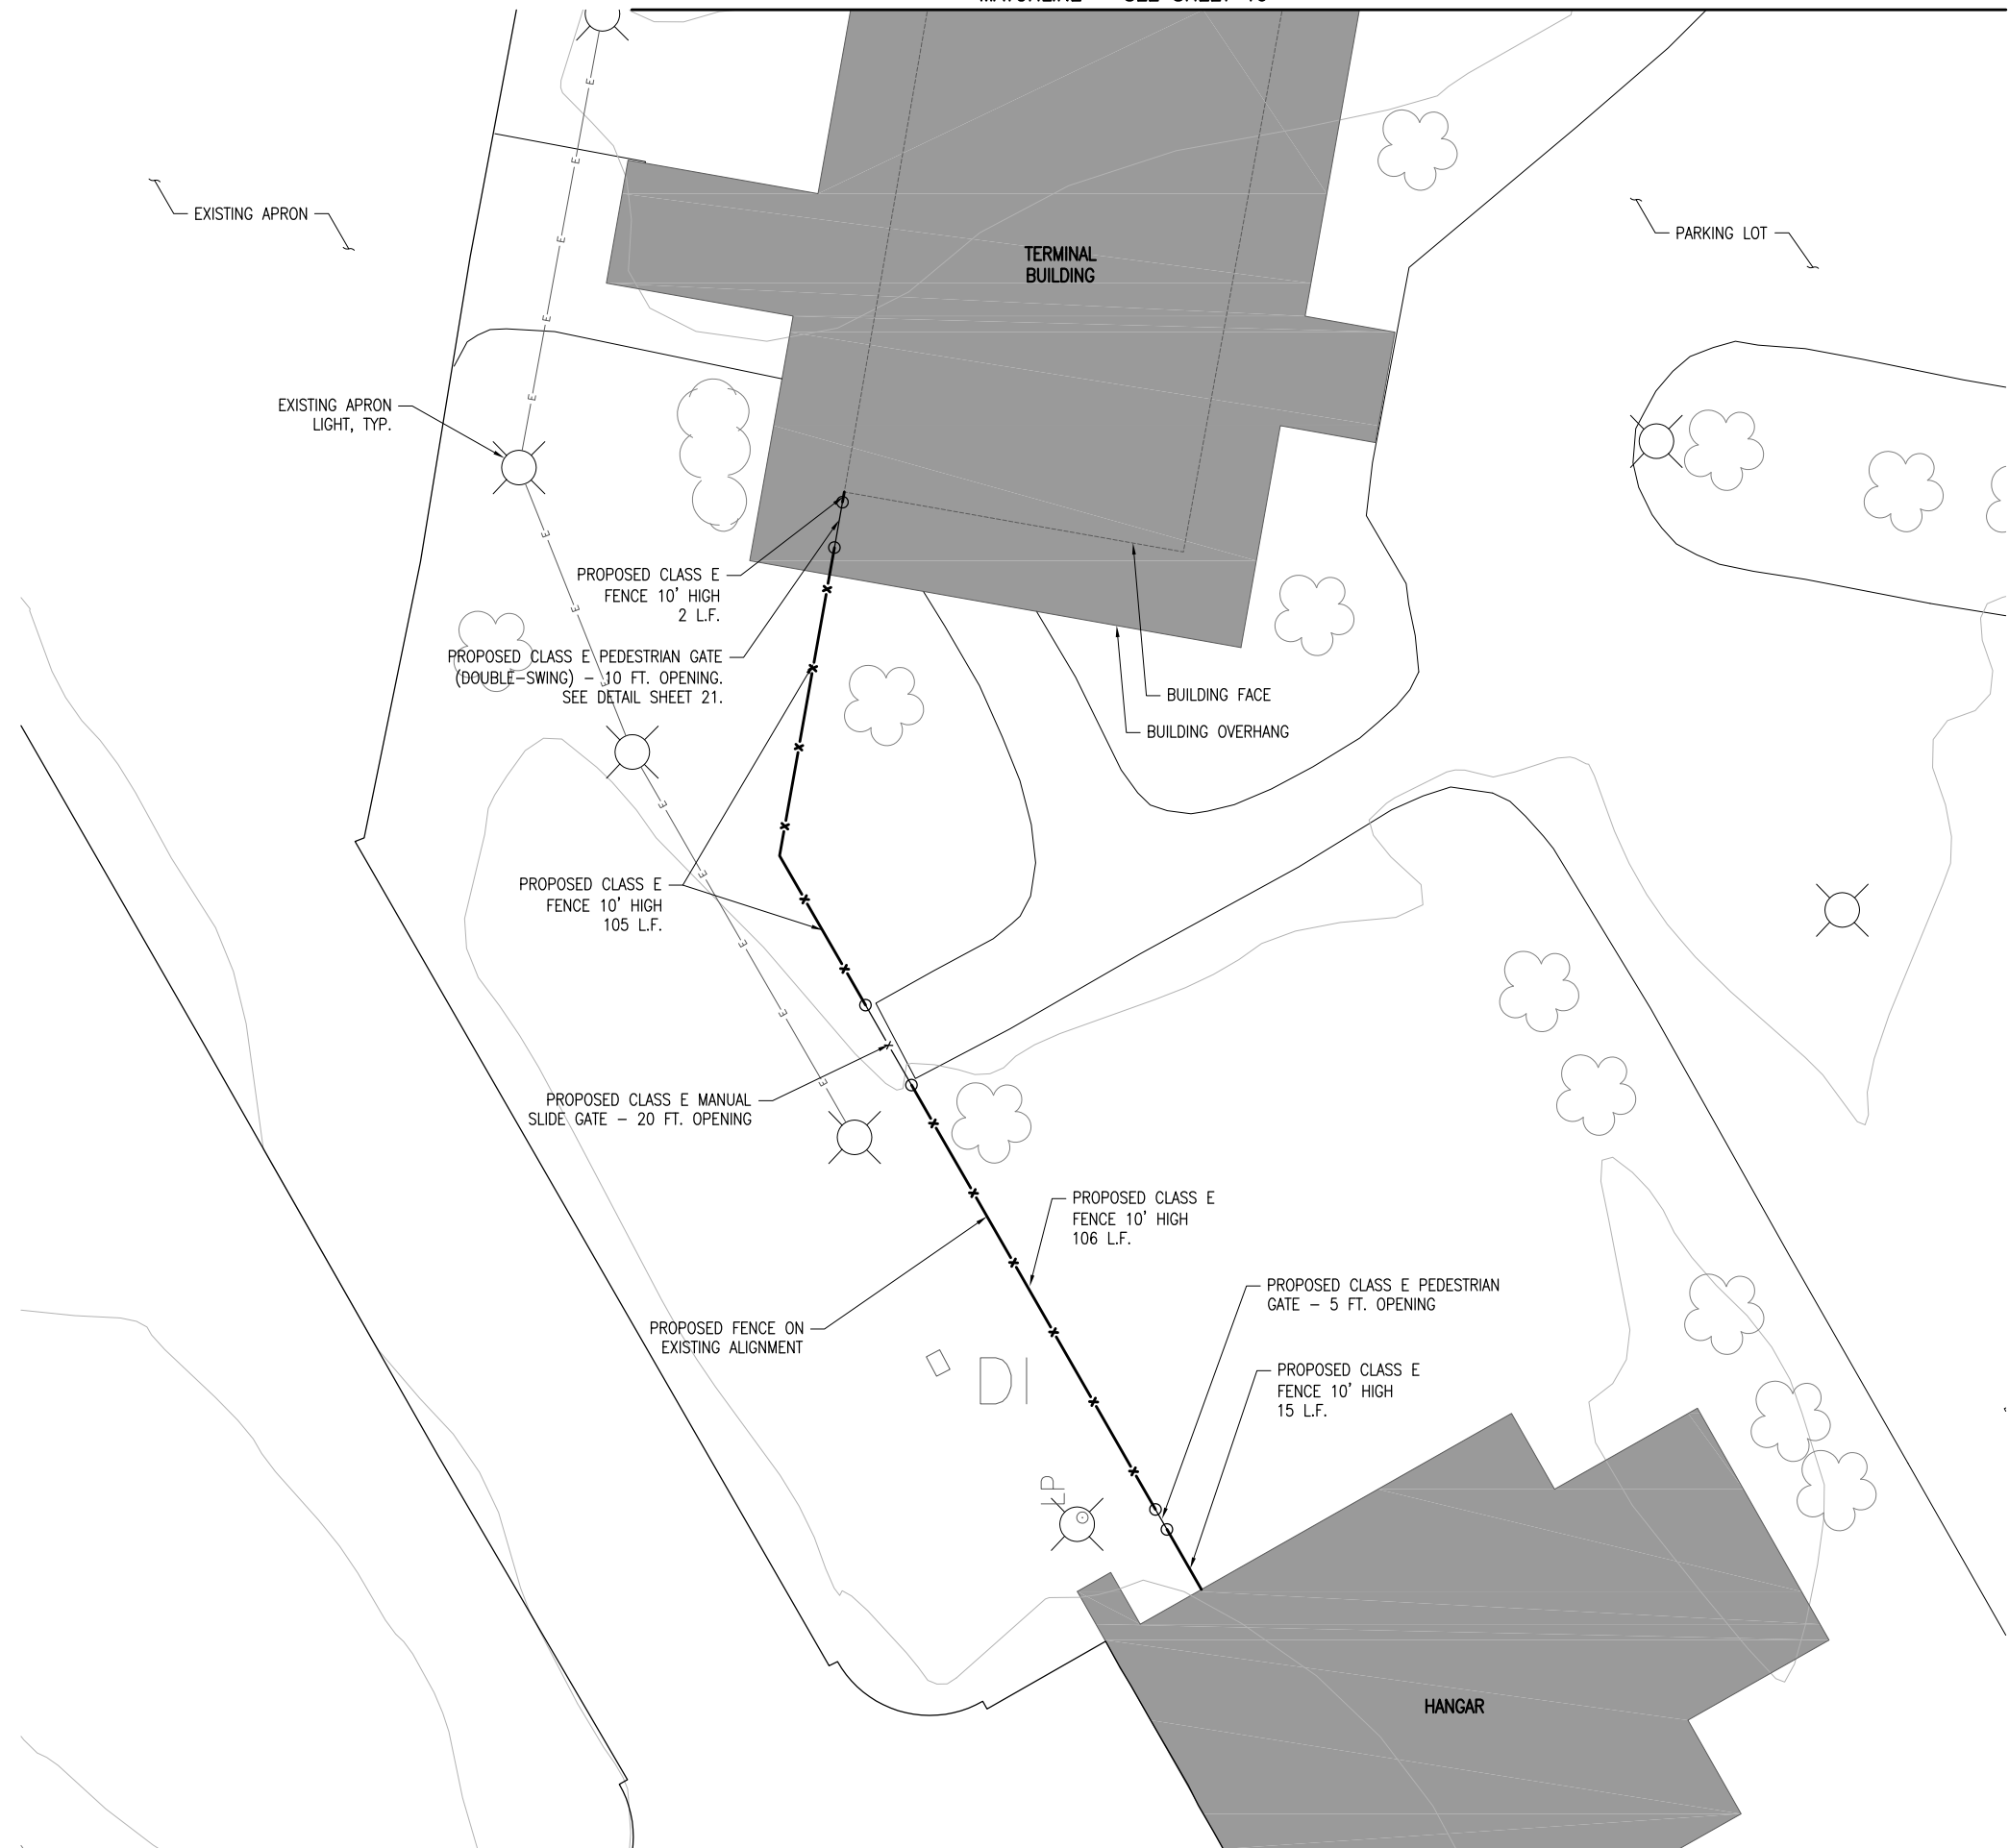 EXISTING APRON
PARKING LOT
TERMINAL
BUILDING
EXISTING APRON
LIGHT, TYP.
PROPOSED CLASS E
FENCE 10' HIGH
2 L.F.
PROPOSED CLASS E PEDESTRIAN GATE
(DOUBLE-SWING) - 10 FT. OPENING.
SEE DETAIL SHEET 21.
BUILDING FACE
BUILDING OVERHANG
PROPOSED CLASS E
FENCE 10' HIGH
105 L.F.
PROPOSED CLASS E MANUAL
SLIDE GATE - 20 FT. OPENING
PROPOSED CLASS E
FENCE 10' HIGH
106 L.F.
PROPOSED CLASS E PEDESTRIAN
GATE - 5 FT. OPENING
PROPOSED FENCE ON
EXISTING ALIGNMENT
DI
PROPOSED CLASS E
FENCE 10' HIGH
15 L.F.
LP
HANGAR
E
E
E
E
E
E
E
E
E
E
E
E
E